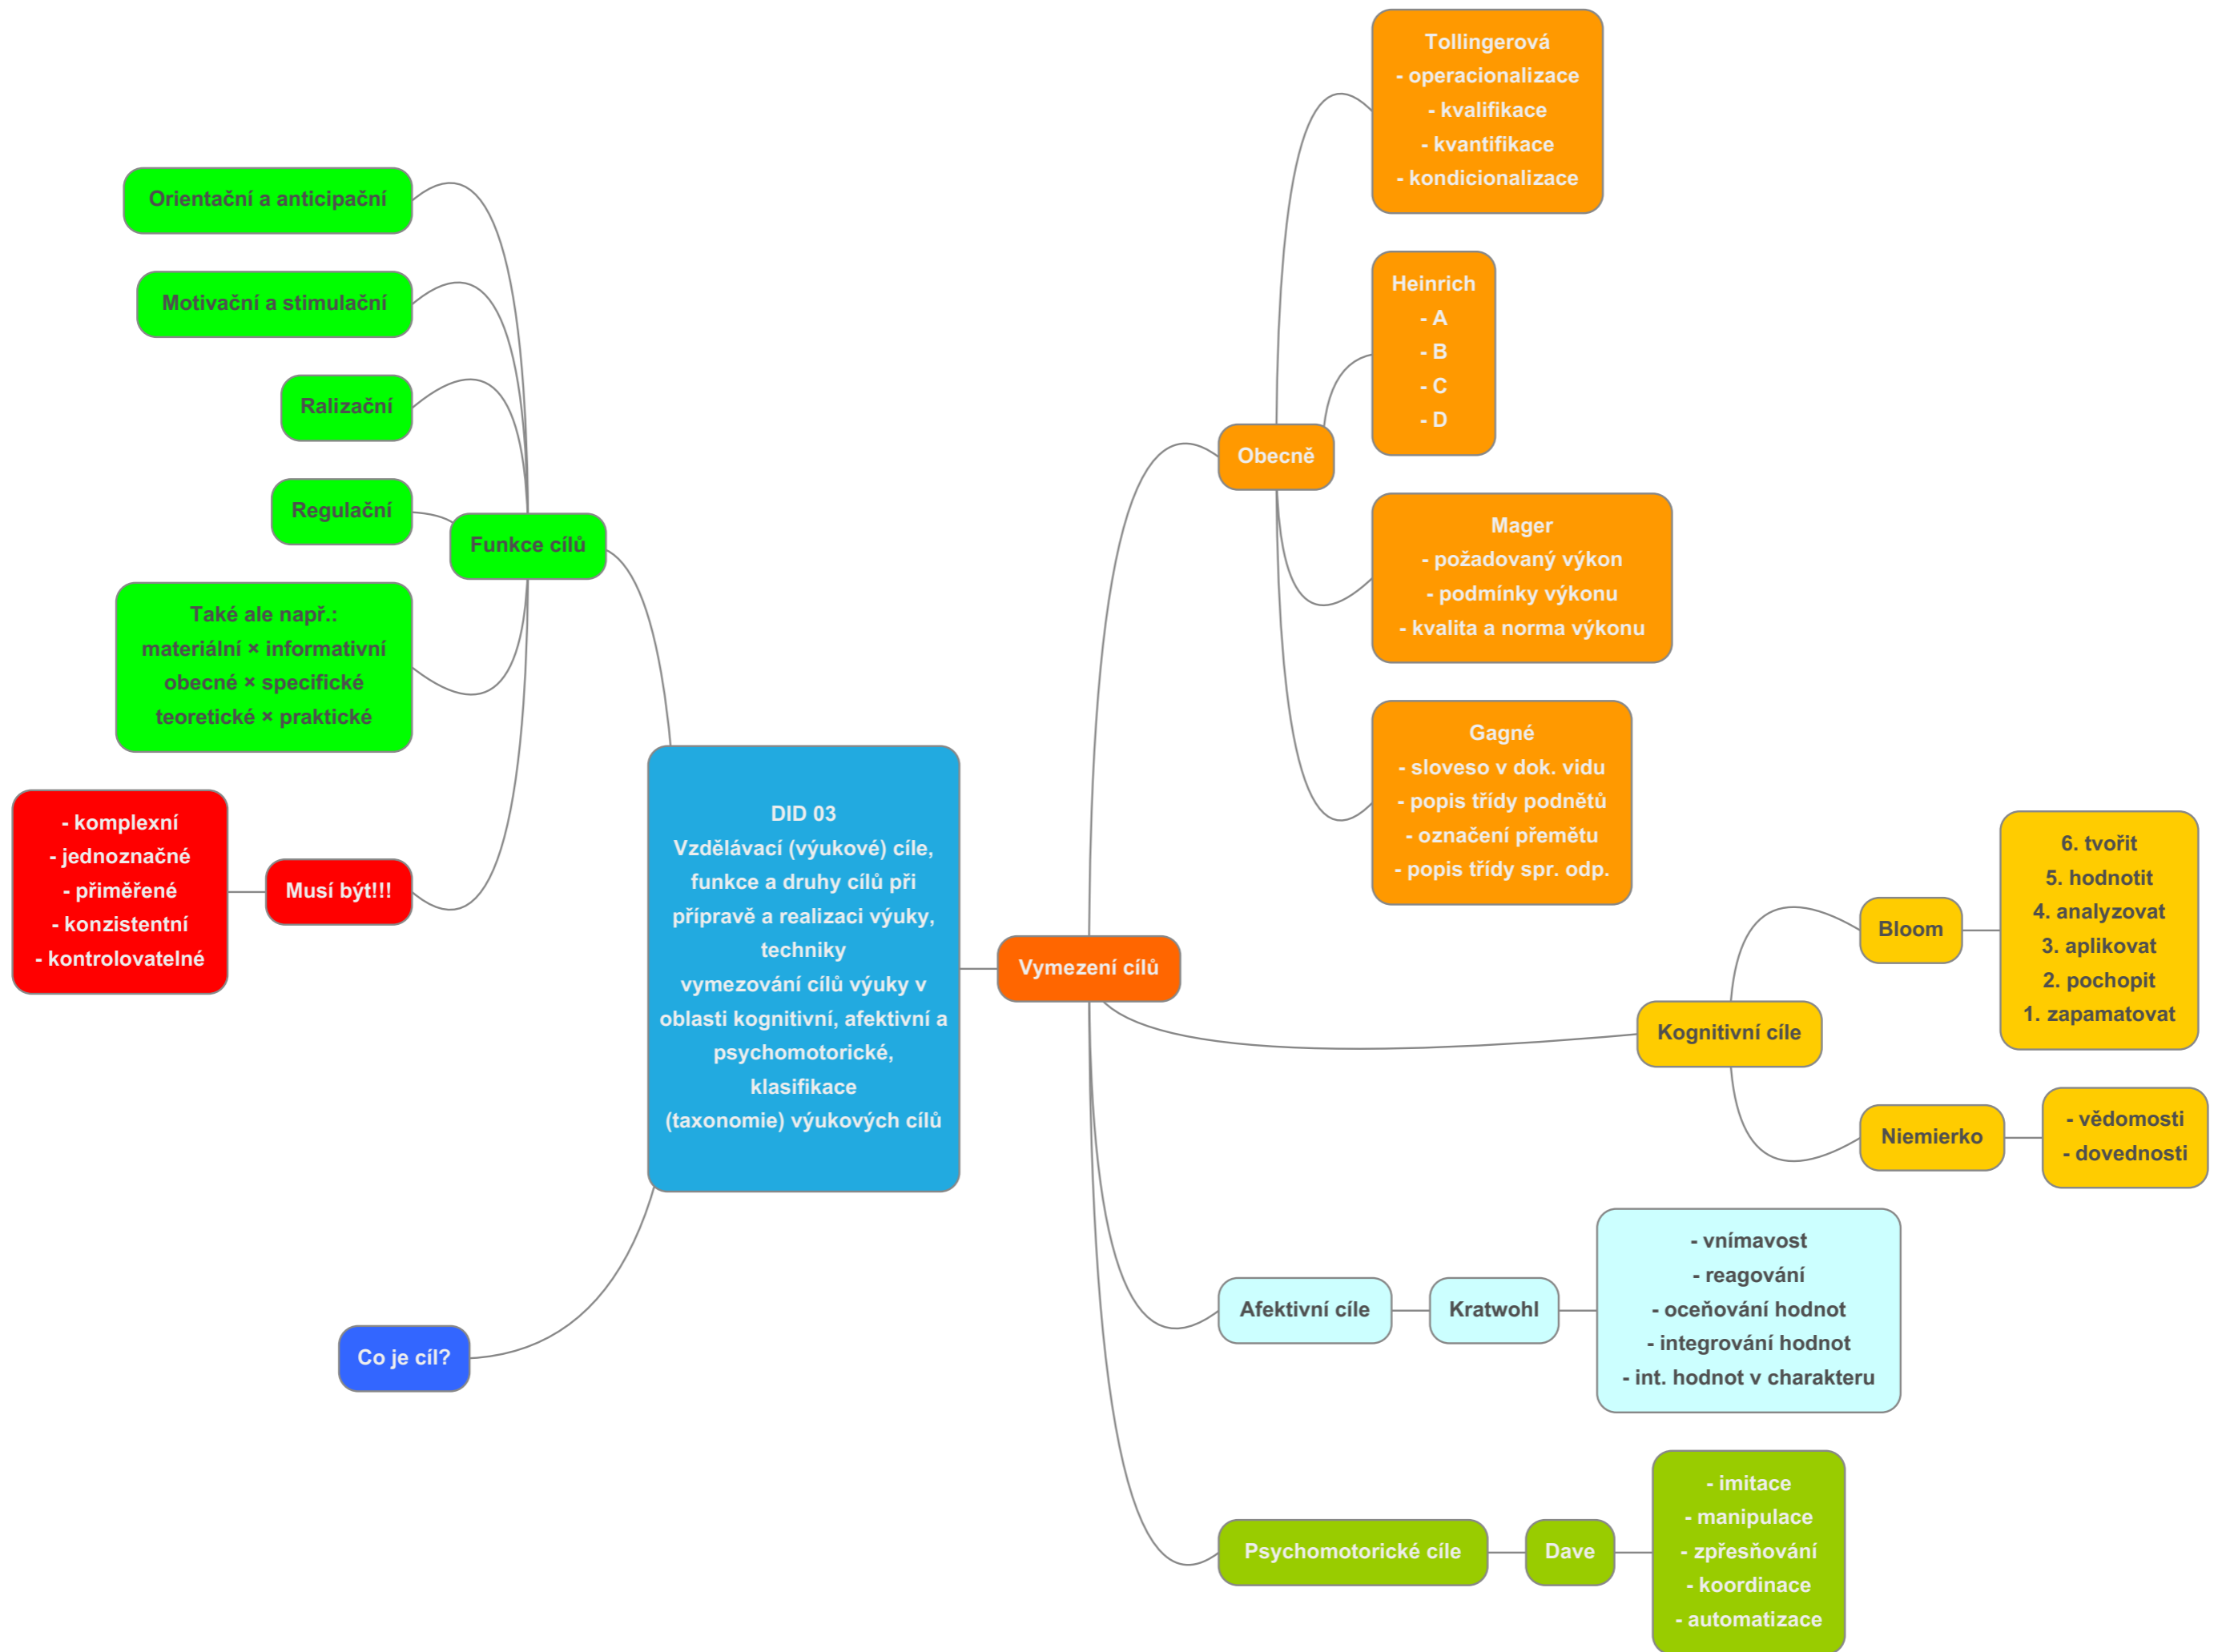 DID 03
Vzdělávací (výukové) cíle,
funkce a druhy cílů při
přípravě a realizaci výuky,
techniky
vymezování cílů výuky v
oblasti kognitivní, afektivní a
psychomotorické,
klasifikace
(taxonomie) výukových cílů
Funkce cílů
Orientační a anticipační
Motivační a stimulační
Ralizační
Regulační
Také ale např.:
materiální × informativní
obecné × specifické
teoretické × praktické
Musí být!!!
- komplexní
- jednoznačné
- přiměřené
- konzistentní
- kontrolovatelné
Co je cíl?
Vymezení cílů
Obecně
Tollingerová
- operacionalizace
- kvalifikace
- kvantifikace
- kondicionalizace
Heinrich
- A
- B
- C
- D
Mager
- požadovaný výkon
- podmínky výkonu
- kvalita a norma výkonu
Gagné
- sloveso v dok. vidu
- popis třídy podnětů
- označení přemětu
- popis třídy spr. odp.
Kognitivní cíle
Bloom
6. tvořit
5. hodnotit
4. analyzovat
3. aplikovat
2. pochopit
1. zapamatovat
Niemierko
- vědomosti
- dovednosti
Afektivní cíle
Kratwohl
- vnímavost
- reagování
- oceňování hodnot
- integrování hodnot
- int. hodnot v charakteru
Psychomotorické cíle
Dave
- imitace
- manipulace
- zpřesňování
- koordinace
- automatizace